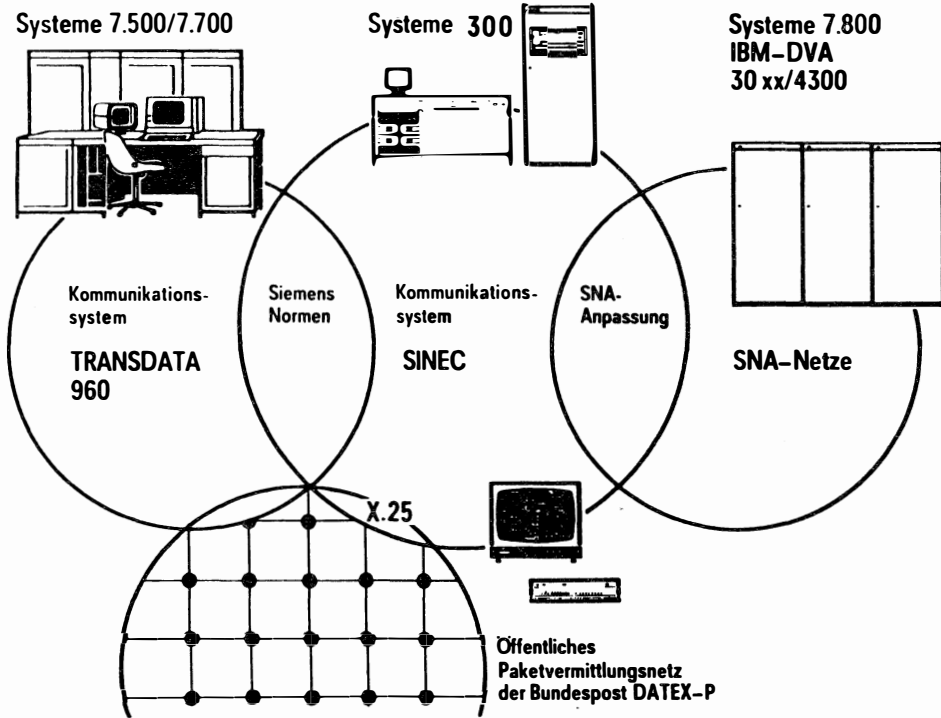 Systeme 7.500/7.700
Systeme 300
Systeme 7.800
IBM-DVA
30 xx/4300
Kommunikations-
system
TRANSDATA
960
Siemens
Normen
Kommunikations-
system
SINEC
SNA-
Anpassung
SNA-Netze
X.25
Öffentliches
Paketvermittlungsnetz
der Bundespost DATEX-P